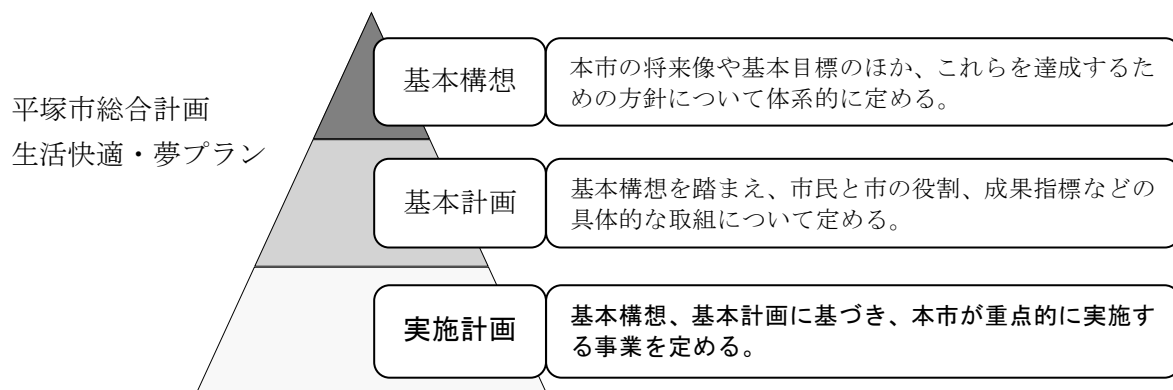 平塚市総合計画
生活快適・夢プラン
基本構想
本市の将来像や基本目標のほか、これらを達成するた
めの方針について体系的に定める。
基本計画
基本構想を踏まえ、市民と市の役割、成果指標などの
具体的な取組について定める。
実施計画
基本構想、基本計画に基づき、本市が重点的に実施す
る事業を定める。